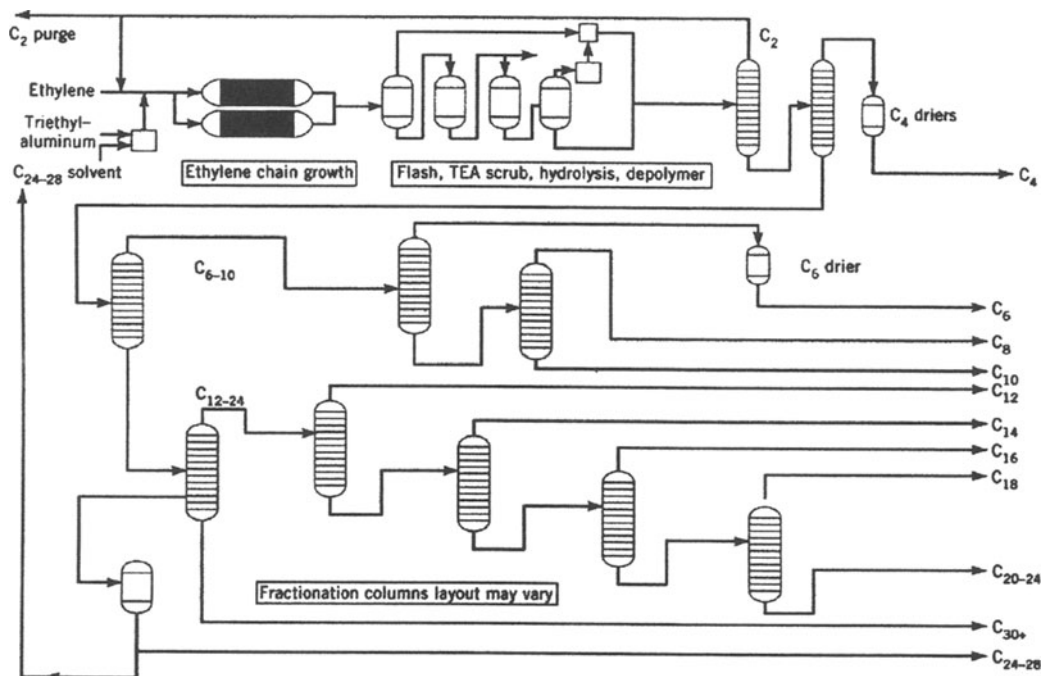 C2 purge
C2
Ethylene
Triethyl-
aluminum
C24–28 solvent
Ethylene chain growth
Flash, TEA scrub, hydrolysis, depolymer
C4 driers
C4
C6–10
C6 drier
C6
C8
C10
C12
C12–24
C14
C16
C18
C20–24
Fractionation columns layout may vary
C30+
C24–28